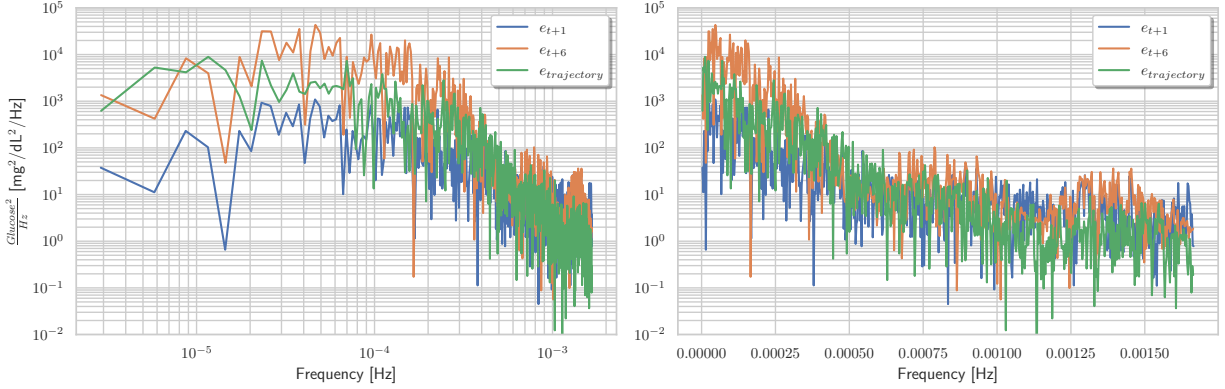 $\frac{Glucose^2}{Hz}$ [mg$^2$/dL$^2$/Hz]
10$^5$
10$^4$
10$^3$
10$^2$
10$^1$
10$^0$
10$^{-1}$
10$^{-2}$
$e_{t+1}$
$e_{t+6}$
$e_{trajectory}$
10$^{-5}$
10$^{-4}$
10$^{-3}$
Frequency [Hz]
10$^5$
10$^4$
10$^3$
10$^2$
10$^1$
10$^0$
10$^{-1}$
10$^{-2}$
$e_{t+1}$
$e_{t+6}$
$e_{trajectory}$
0.00000 0.00025 0.00050 0.00075 0.00100 0.00125 0.00150
Frequency [Hz]